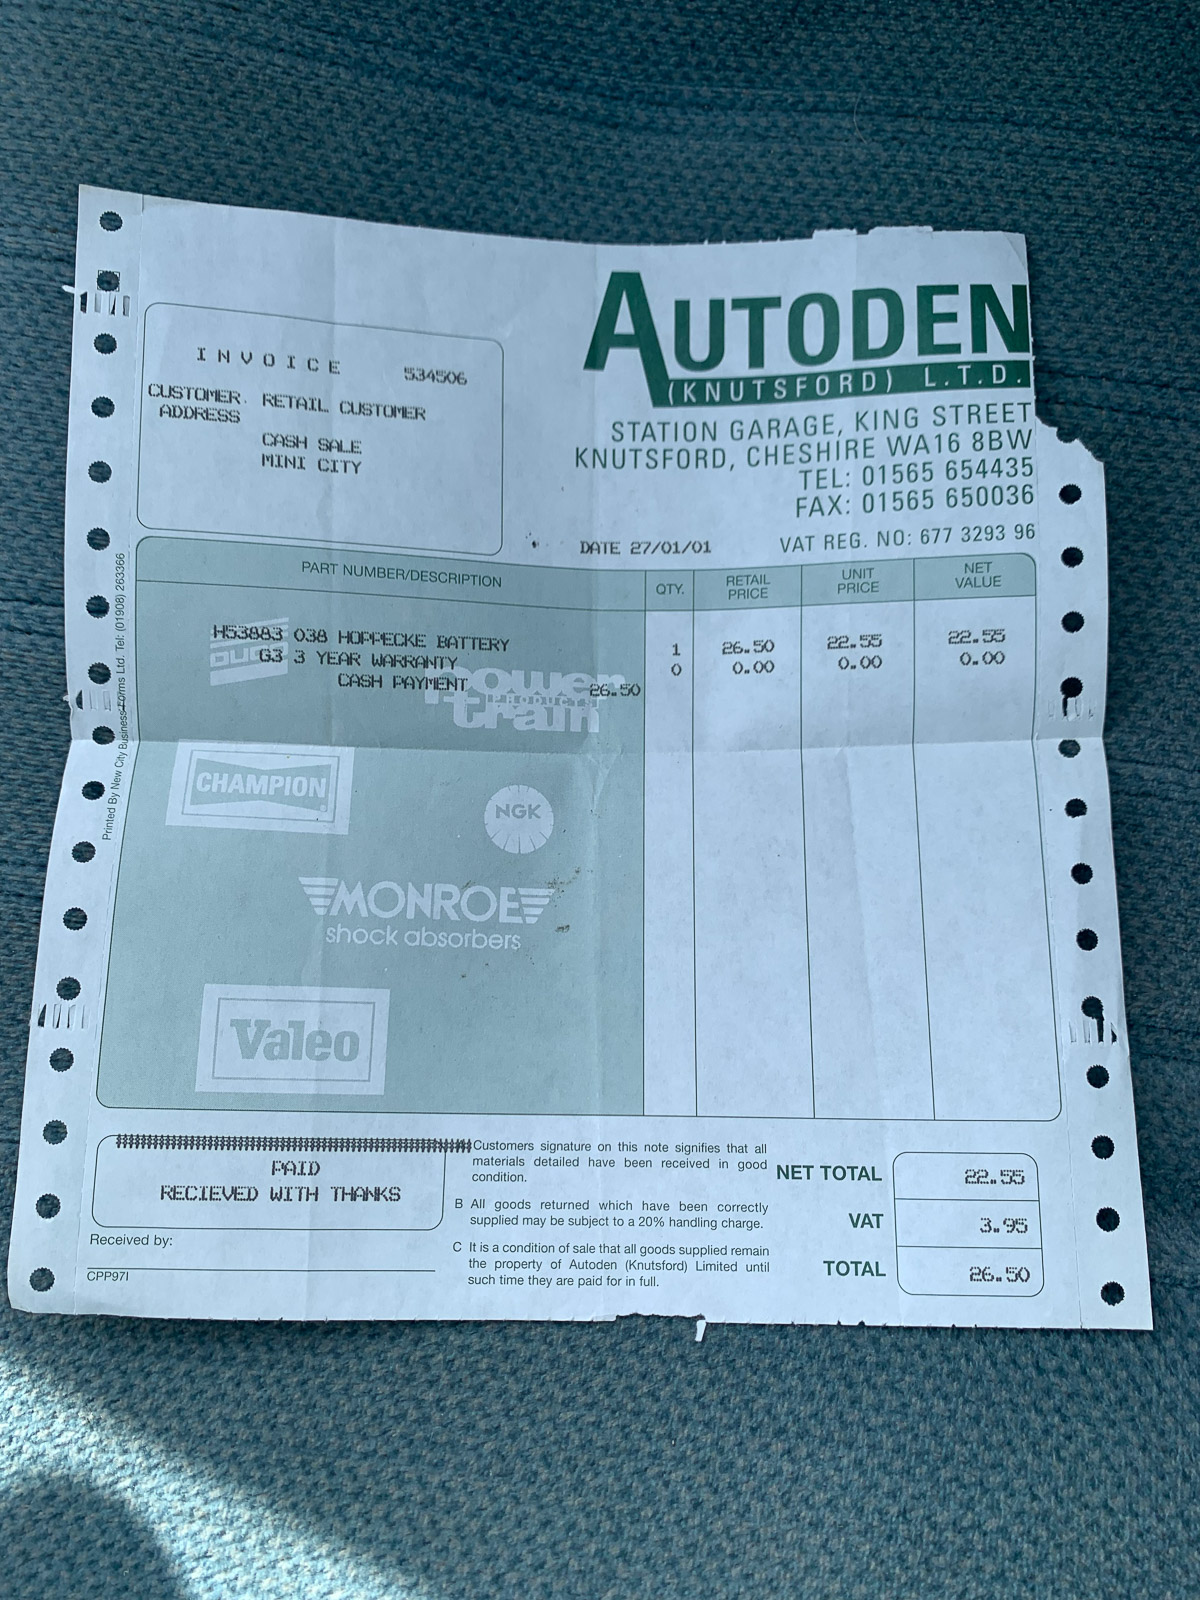 AUTODEN
(KNUTSFORD) L.T.D.
STATION GARAGE, KING STREET
KNUTSFORD, CHESHIRE WA16 8BW
TEL: 01565 654435
FAX: 01565 650036
VAT REG. NO: 677 3293 96
INVOICE 534506
CUSTOMER. RETAIL CUSTOMER
ADDRESS
CASH SALE
MINI CITY
DATE 27/01/01
PART NUMBER/DESCRIPTION QTY. RETAIL PRICE UNIT PRICE NET VALUE
H53883 038 HOPPECKE BATTERY 1 26.50 22.55 22.55
G3 3 YEAR WARRANTY 0 0.00 0.00 0.00
CASH PAYMENT 26.50
power
PRODUCTS
train
CHAMPION
NGK
MONROE
shock absorbers
Valeo
Printed By New City Business Forms Ltd. Tel: (01908) 263366
PAID
RECIEVED WITH THANKS
Received by:
CPP97I
Customers signature on this note signifies that all
materials detailed have been received in good
condition.
B All goods returned which have been correctly
supplied may be subject to a 20% handling charge.
C It is a condition of sale that all goods supplied remain
the property of Autoden (Knutsford) Limited until
such time they are paid for in full.
NET TOTAL 22.55
VAT 3.95
TOTAL 26.50